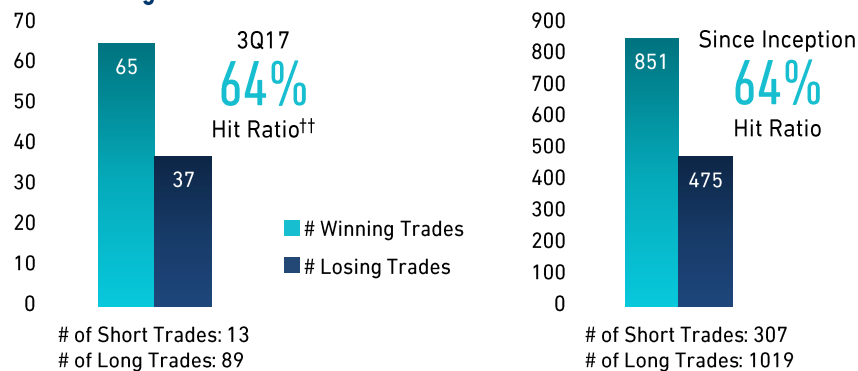 70
60
50
40
30
20
10
0
65
37
3Q17
64%
Hit Ratio††
# Winning Trades
# Losing Trades
# of Short Trades: 13
# of Long Trades: 89
900
800
700
600
500
400
300
200
100
0
851
475
Since Inception
64%
Hit Ratio
# of Short Trades: 307
# of Long Trades: 1019